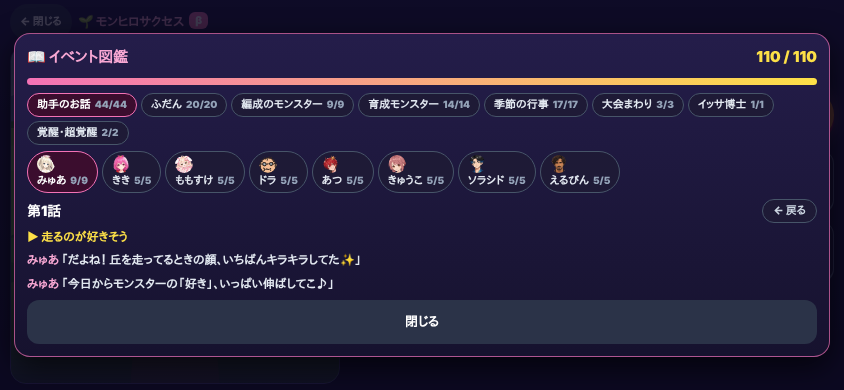 ← 閉じる 🌱 モンヒロサクセス β
📖 イベント図鑑 110 / 110
助手のお話 44/44 ふだん 20/20 編成のモンスター 9/9 育成モンスター 14/14 季節の行事 17/17 大会まわり 3/3 イッサ博士 1/1
覚醒・超覚醒 2/2
みゅあ 9/9 きき 5/5 ももすけ 5/5 ドラ 5/5 あつ 5/5 きゅうこ 5/5 ソラシド 5/5 えるびん 5/5
第1話 ← 戻る
▶ 走るのが好きそう
みゅあ「だよね！丘を走ってるときの顔、いちばんキラキラしてた✨」
みゅあ「今日からモンスターの「好き」、いっぱい伸ばしてこ♪」
閉じる